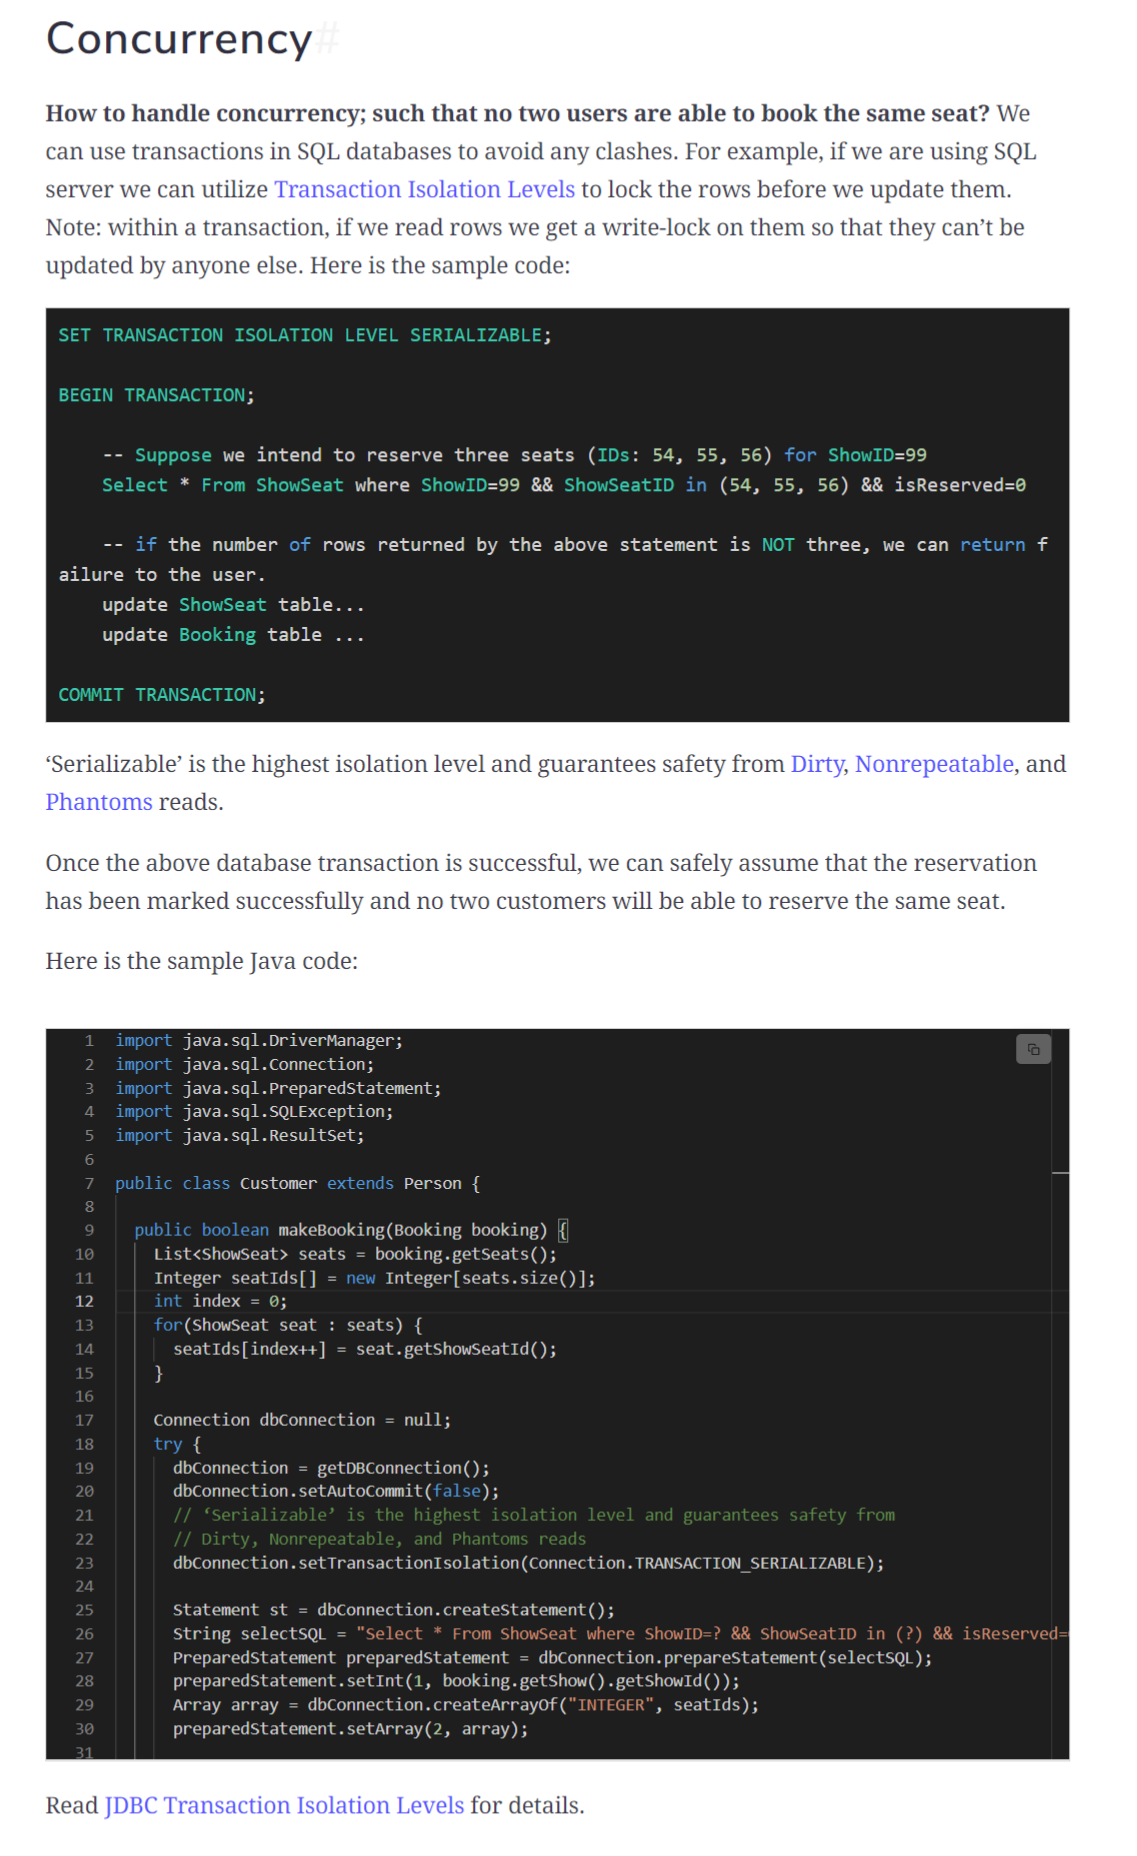 Concurrency#
How to handle concurrency; such that no two users are able to book the same seat? We
can use transactions in SQL databases to avoid any clashes. For example, if we are using SQL
server we can utilize Transaction Isolation Levels to lock the rows before we update them.
Note: within a transaction, if we read rows we get a write-lock on them so that they can’t be
updated by anyone else. Here is the sample code:
SET TRANSACTION ISOLATION LEVEL SERIALIZABLE;
BEGIN TRANSACTION;
-- Suppose we intend to reserve three seats (IDs: 54, 55, 56) for ShowID=99
Select * From ShowSeat where ShowID=99 && ShowSeatID in (54, 55, 56) && isReserved=0
-- if the number of rows returned by the above statement is NOT three, we can return f
ailure to the user.
update ShowSeat table...
update Booking table ...
COMMIT TRANSACTION;
‘Serializable’ is the highest isolation level and guarantees safety from Dirty, Nonrepeatable, and
Phantoms reads.
Once the above database transaction is successful, we can safely assume that the reservation
has been marked successfully and no two customers will be able to reserve the same seat.
Here is the sample Java code:
1 import java.sql.DriverManager;
2 import java.sql.Connection;
3 import java.sql.PreparedStatement;
4 import java.sql.SQLException;
5 import java.sql.ResultSet;
6
7 public class Customer extends Person {
8
9 public boolean makeBooking(Booking booking) {
10 List<ShowSeat> seats = booking.getSeats();
11 Integer seatIds[] = new Integer[seats.size()];
12 int index = 0;
13 for(ShowSeat seat : seats) {
14 seatIds[index++] = seat.getShowSeatId();
15 }
16
17 Connection dbConnection = null;
18 try {
19 dbConnection = getDBConnection();
20 dbConnection.setAutoCommit(false);
21 // ‘Serializable’ is the highest isolation level and guarantees safety from
22 // Dirty, Nonrepeatable, and Phantoms reads
23 dbConnection.setTransactionIsolation(Connection.TRANSACTION_SERIALIZABLE);
24
25 Statement st = dbConnection.createStatement();
26 String selectSQL = "Select * From ShowSeat where ShowID=? && ShowSeatID in (?) && isReserved=
27 PreparedStatement preparedStatement = dbConnection.prepareStatement(selectSQL);
28 preparedStatement.setInt(1, booking.getShow().getShowId());
29 Array array = dbConnection.createArrayOf("INTEGER", seatIds);
30 preparedStatement.setArray(2, array);
31
Read JDBC Transaction Isolation Levels for details.